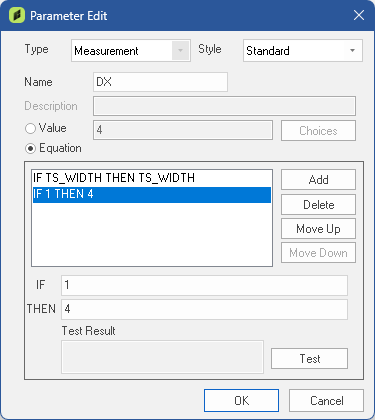 Parameter Edit
Type Measurement Style Standard
Name DX
Description
Value 4 Choices
Equation
IF TS_WIDTH THEN TS_WIDTH
IF 1 THEN 4
Add
Delete
Move Up
Move Down
IF 1
THEN 4
Test Result
Test
OK Cancel